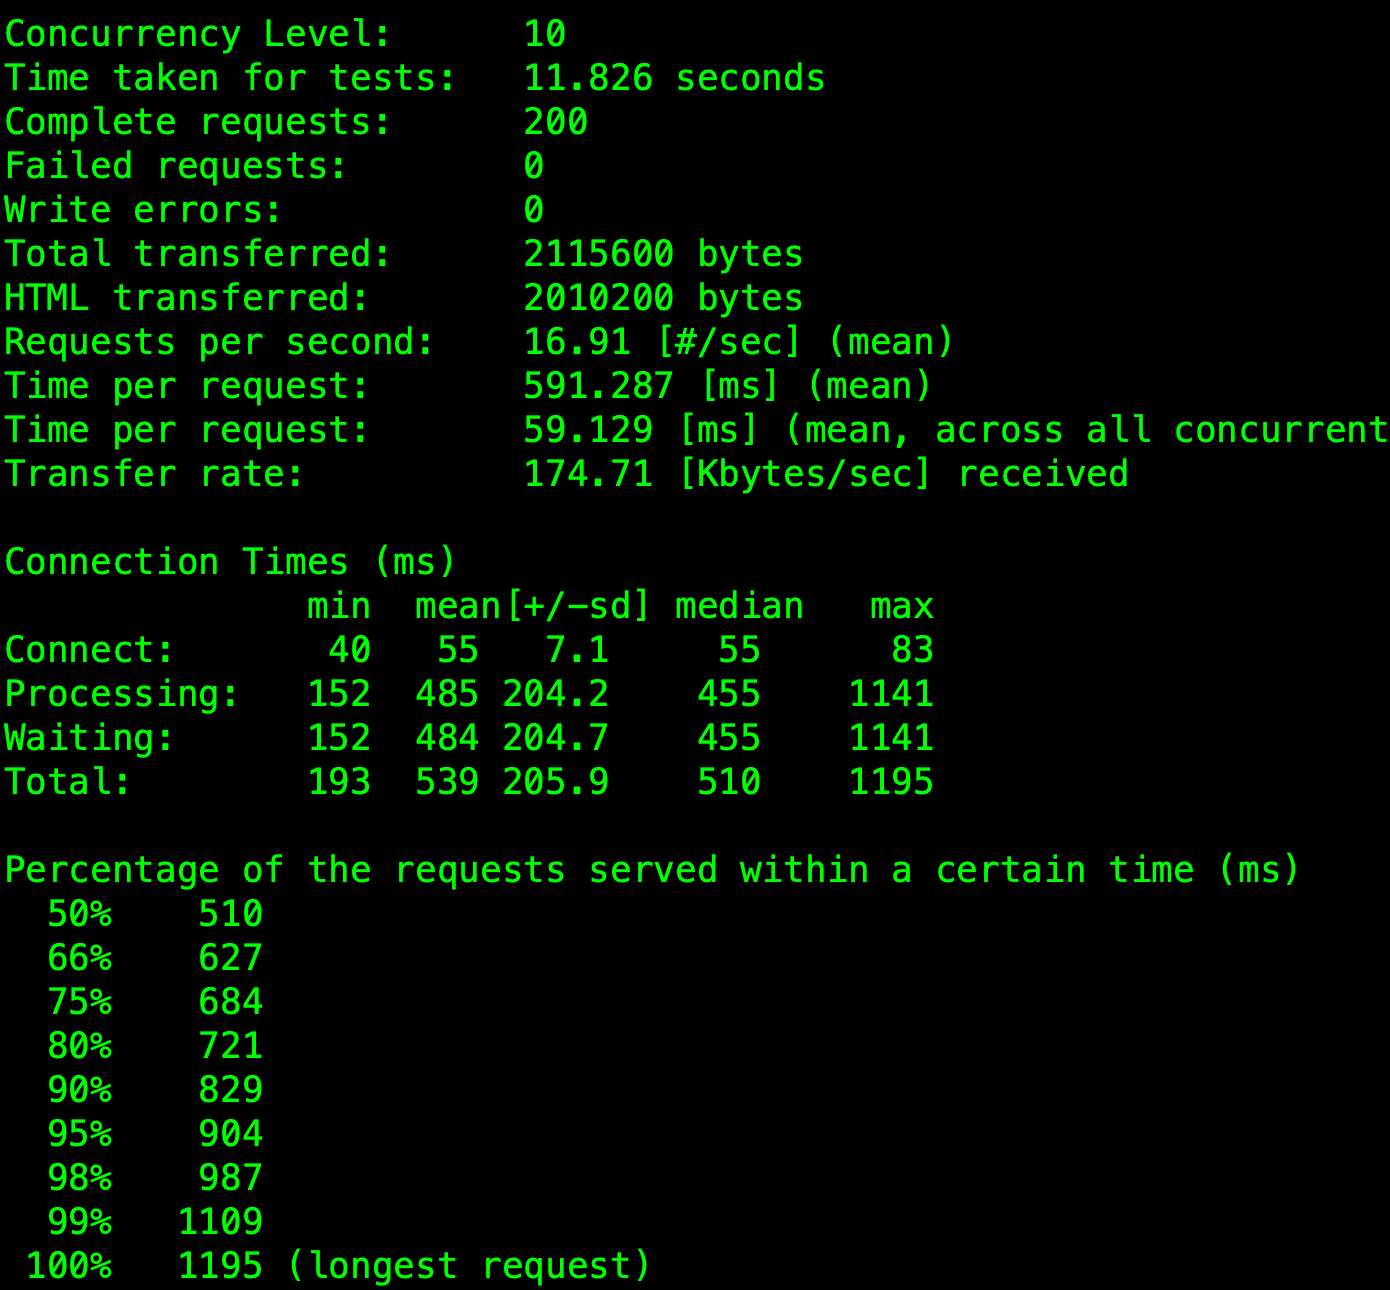 Concurrency Level:      10
Time taken for tests:   11.826 seconds
Complete requests:      200
Failed requests:        0
Write errors:           0
Total transferred:      2115600 bytes
HTML transferred:       2010200 bytes
Requests per second:    16.91 [#/sec] (mean)
Time per request:       591.287 [ms] (mean)
Time per request:       59.129 [ms] (mean, across all concurrent
Transfer rate:          174.71 [Kbytes/sec] received

Connection Times (ms)
              min  mean[+/-sd] median   max
Connect:       40   55   7.1     55      83
Processing:   152  485 204.2    455    1141
Waiting:      152  484 204.7    455    1141
Total:        193  539 205.9    510    1195

Percentage of the requests served within a certain time (ms)
  50%    510
  66%    627
  75%    684
  80%    721
  90%    829
  95%    904
  98%    987
  99%   1109
 100%   1195 (longest request)